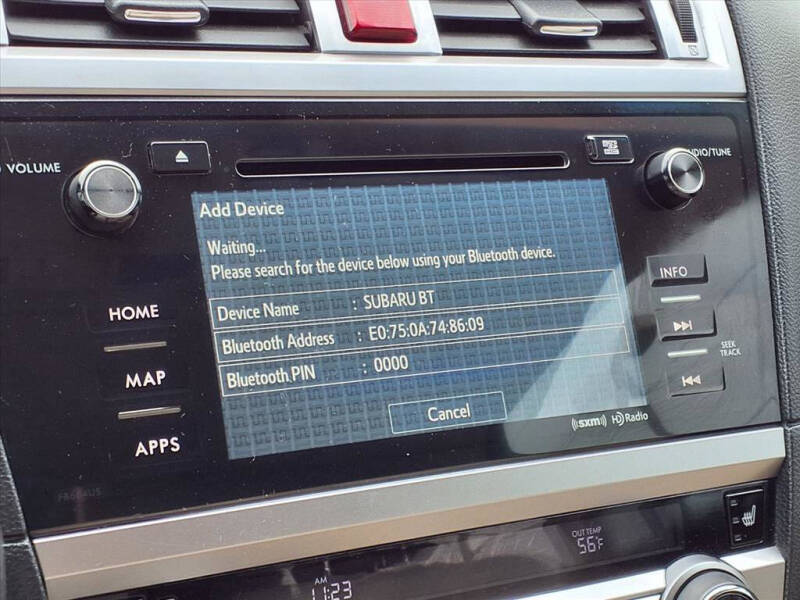 VOLUME
AUDIO/TUNE
Add Device
Waiting...
Please search for the device below using your Bluetooth device.
Device Name : SUBARU BT
Bluetooth Address : E0:75:0A:74:86:09
Bluetooth PIN : 0000
Cancel
HOME
MAP
APPS
INFO
SEEK
TRACK
((SXM))
HD Radio
OUT TEMP
56°F
AM
11:23